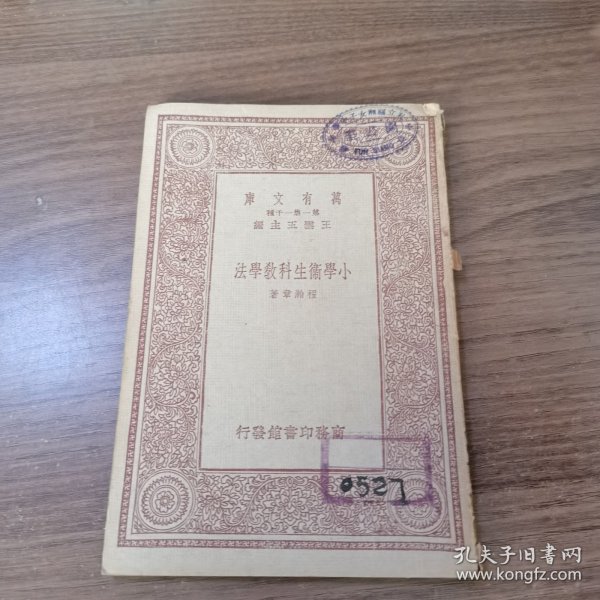 萬有文庫
第一集一千種
王雲五主編
小學衛生科敎學法
程瀚章著
商務印書館發行
0527
孔夫子旧书网
www.kongfz.com